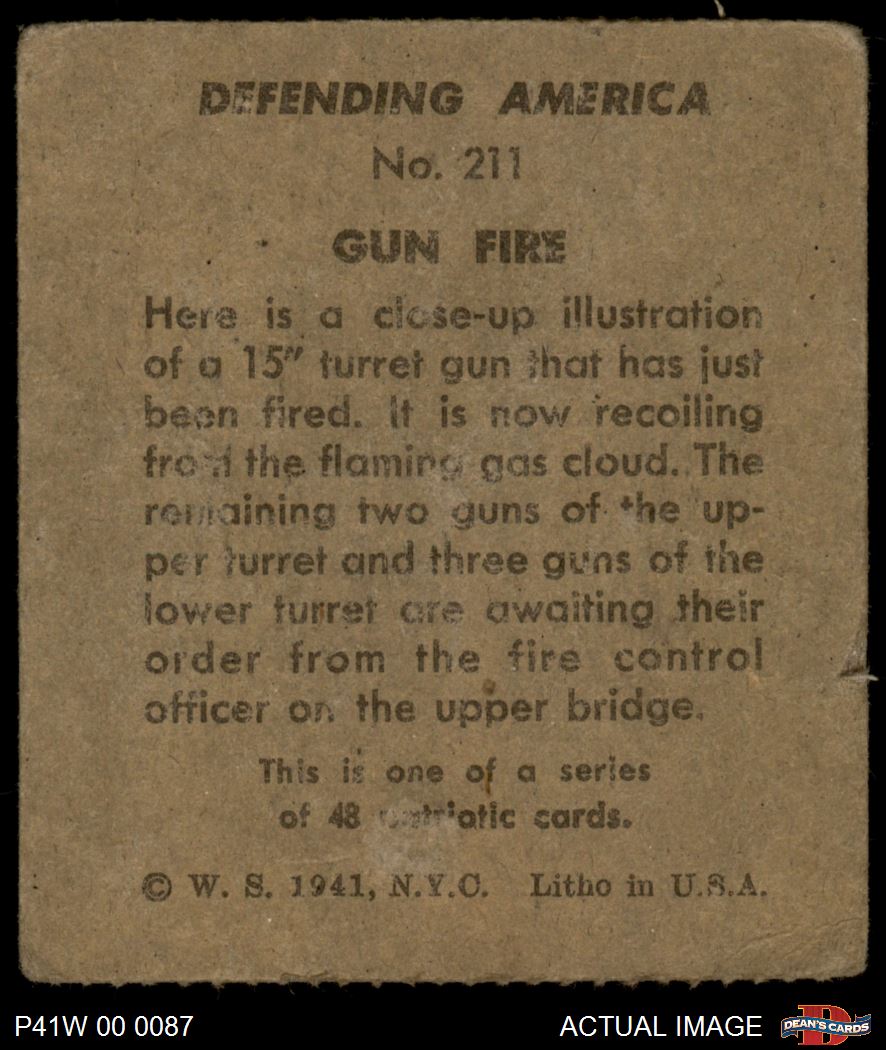 DEFENDING AMERICA
No. 211
GUN FIRE
Here is a close-up illustration
of a 15" turret gun that has just
been fired. It is now recoiling
from the flaming gas cloud. The
remaining two guns of the up-
per turret and three guns of the
lower turret are awaiting their
order from the fire control
officer on the upper bridge.
This is one of a series
of 48 patriotic cards.
© W. S. 1941, N.Y.C. Litho in U.S.A.
P41W 00 0087 ACTUAL IMAGE DEAN'S CARDS